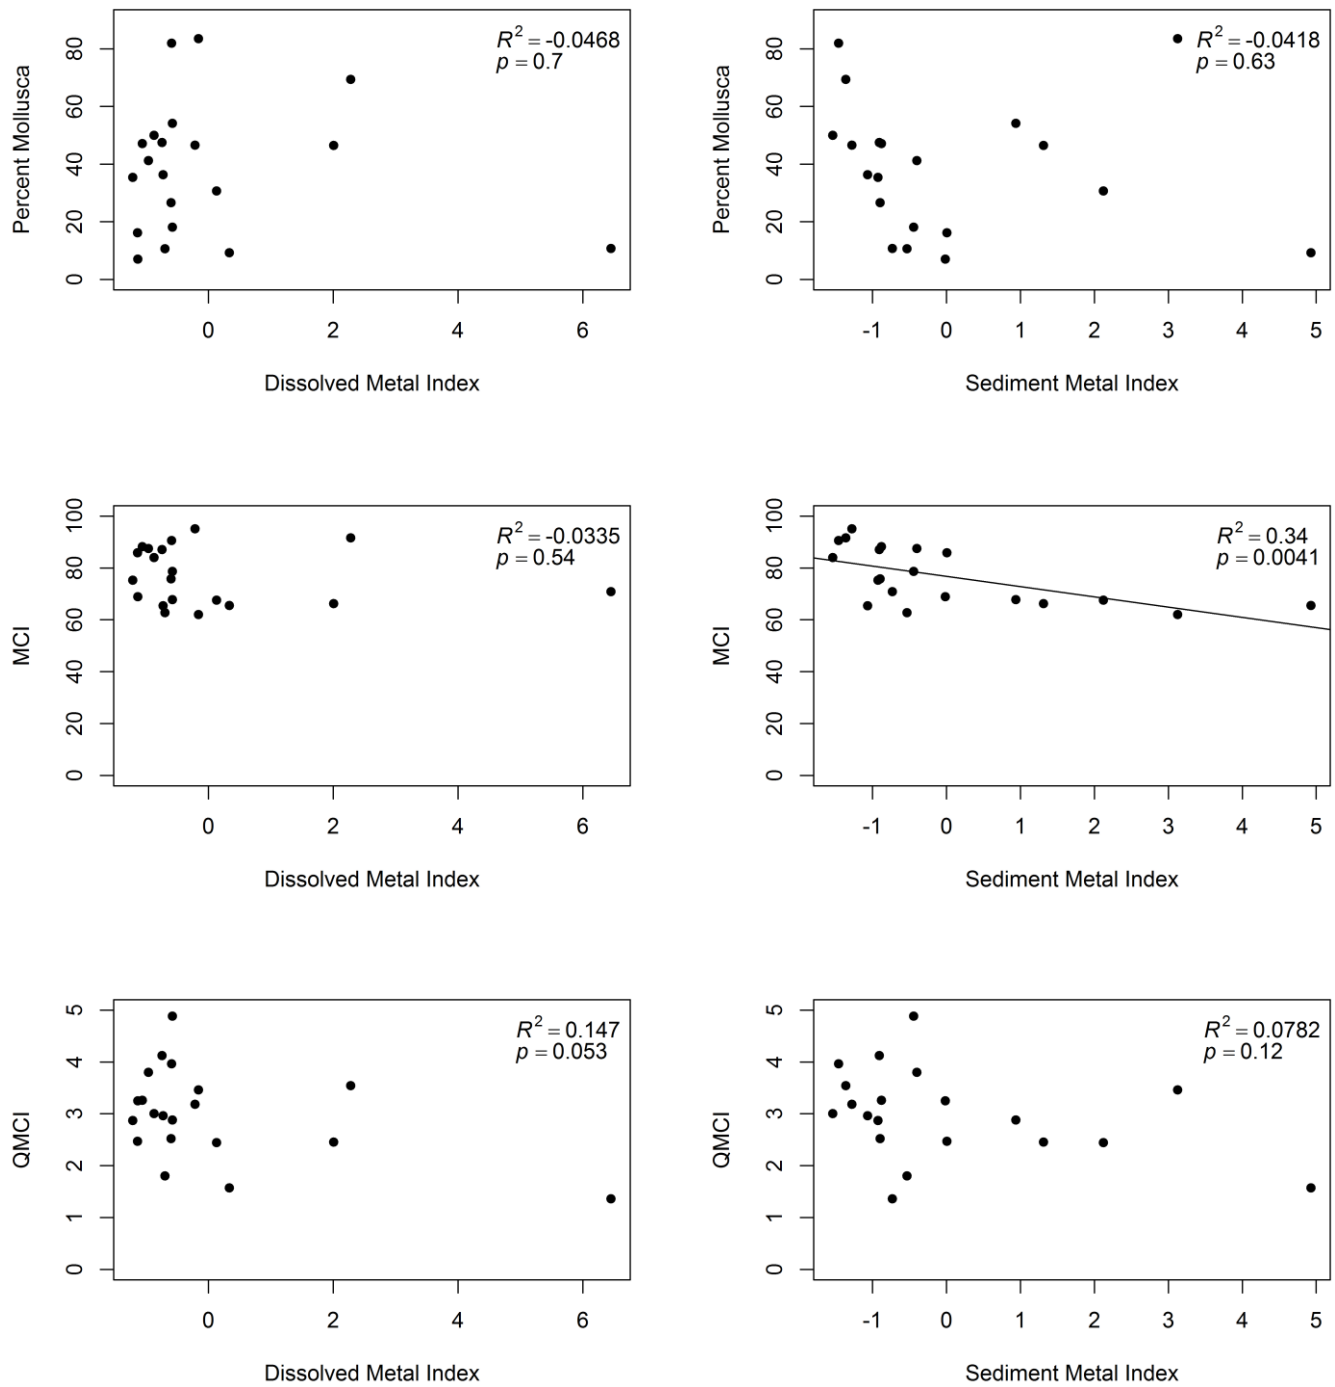 R² = -0.0468
p = 0.7
Percent Mollusca
80
60
40
20
0
0 2 4 6
Dissolved Metal Index
R² = -0.0418
p = 0.63
Percent Mollusca
80
60
40
20
0
-1 0 1 2 3 4 5
Sediment Metal Index
R² = -0.0335
p = 0.54
MCI
100
80
60
40
20
0
0 2 4 6
Dissolved Metal Index
R² = 0.34
p = 0.0041
MCI
100
80
60
40
20
0
-1 0 1 2 3 4 5
Sediment Metal Index
R² = 0.147
p = 0.053
QMCI
5
4
3
2
1
0
0 2 4 6
Dissolved Metal Index
R² = 0.0782
p = 0.12
QMCI
5
4
3
2
1
0
-1 0 1 2 3 4 5
Sediment Metal Index